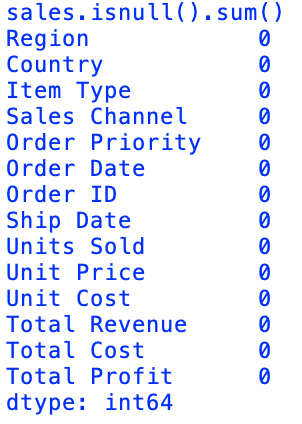 sales.isnull().sum()
Region 0
Country 0
Item Type 0
Sales Channel 0
Order Priority 0
Order Date 0
Order ID 0
Ship Date 0
Units Sold 0
Unit Price 0
Unit Cost 0
Total Revenue 0
Total Cost 0
Total Profit 0
dtype: int64